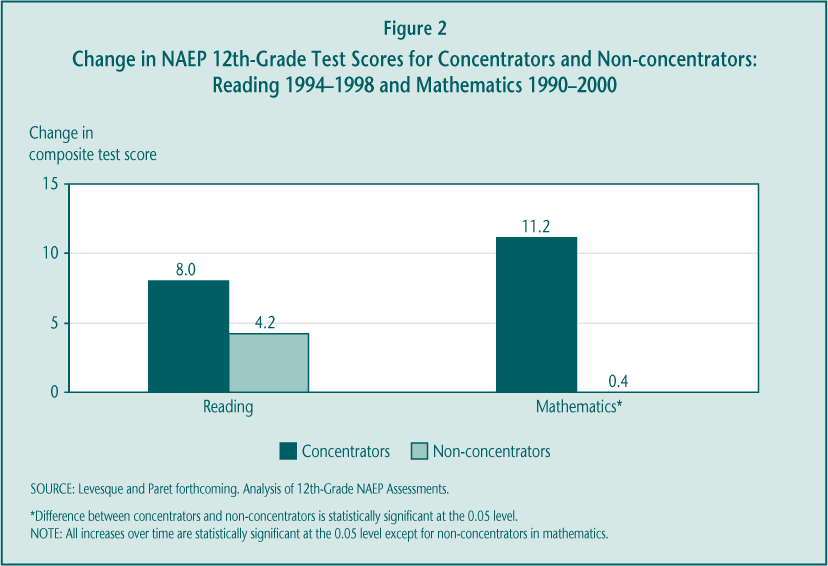 Figure 2
Change in NAEP 12th-Grade Test Scores for Concentrators and Non-concentrators:
Reading 1994–1998 and Mathematics 1990–2000
Change in
composite test score
15
10
5
0
8.0
4.2
11.2
0.4
Reading
Mathematics*
Concentrators
Non-concentrators
SOURCE: Levesque and Paret forthcoming. Analysis of 12th-Grade NAEP Assessments.
*Difference between concentrators and non-concentrators is statistically significant at the 0.05 level.
NOTE: All increases over time are statistically significant at the 0.05 level except for non-concentrators in mathematics.